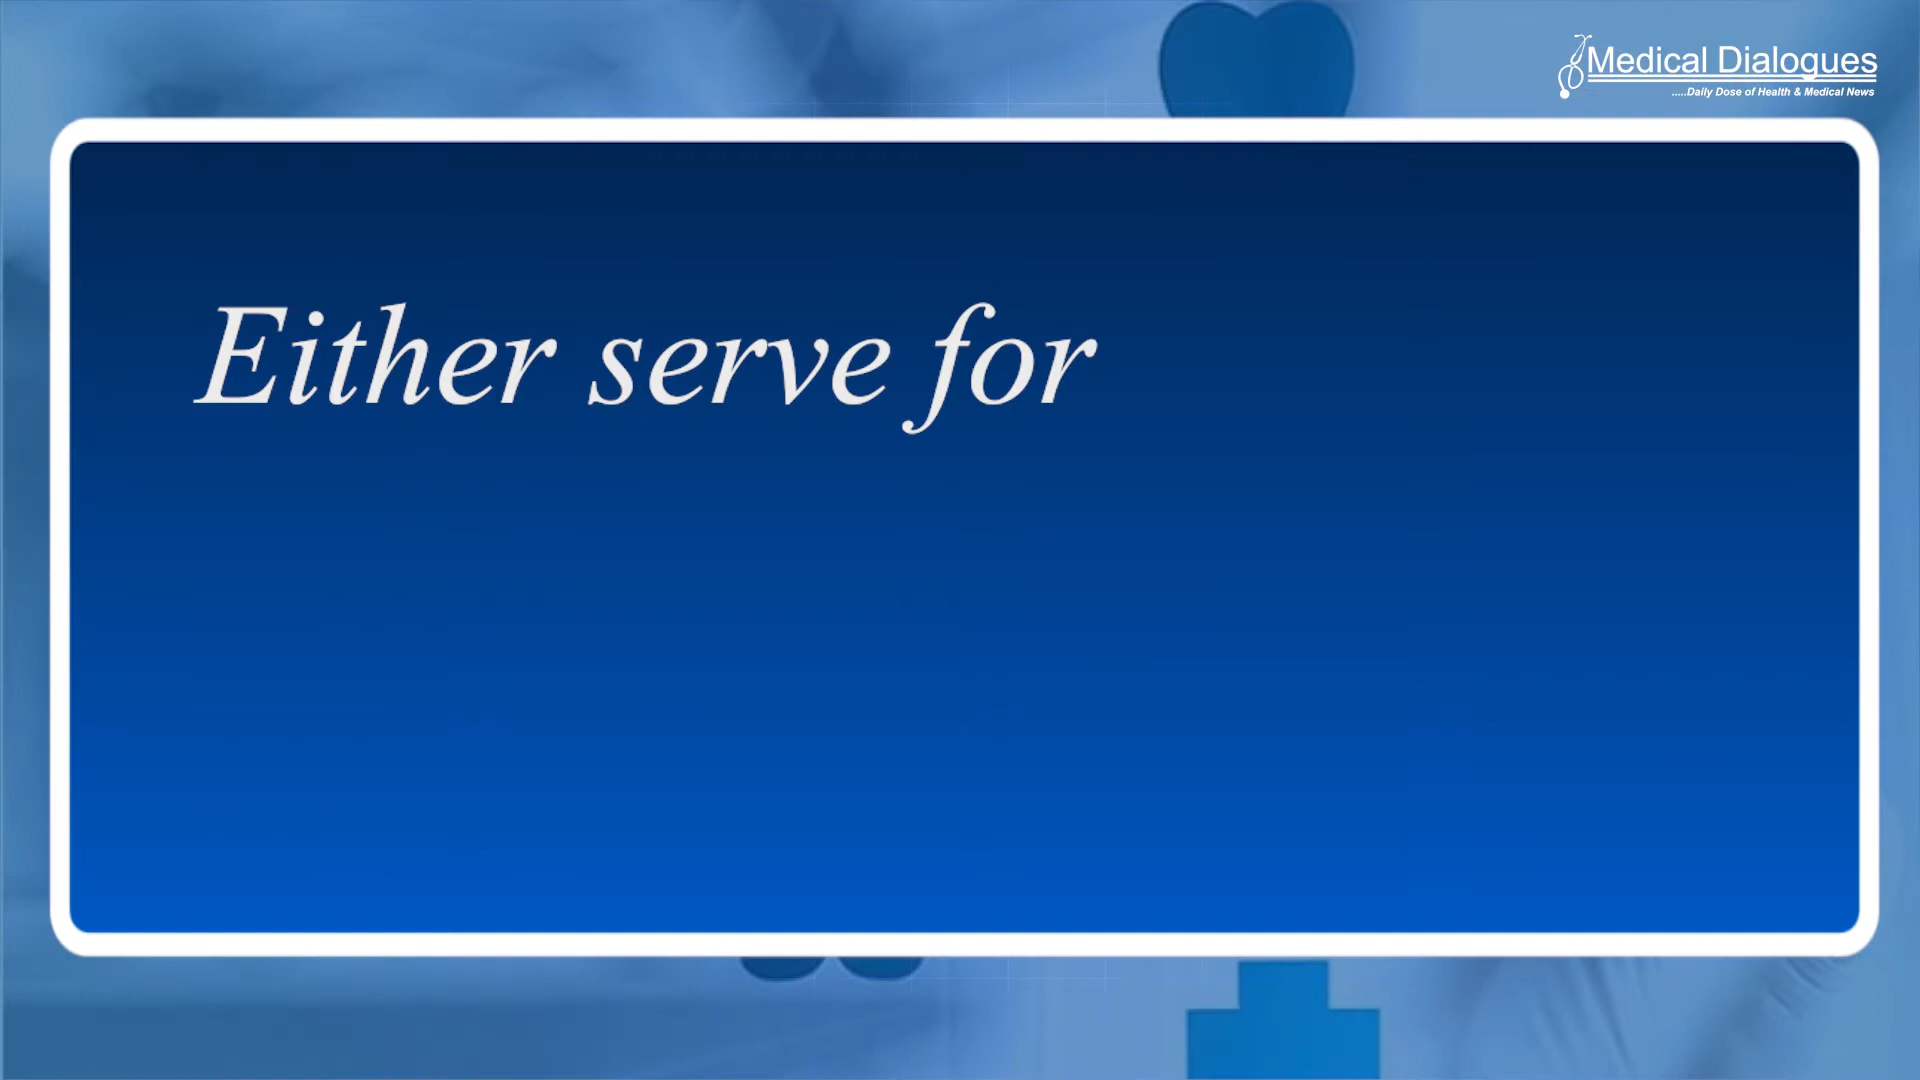 Medical Dialogues
.....Daily Dose of Health & Medical News
Either serve for